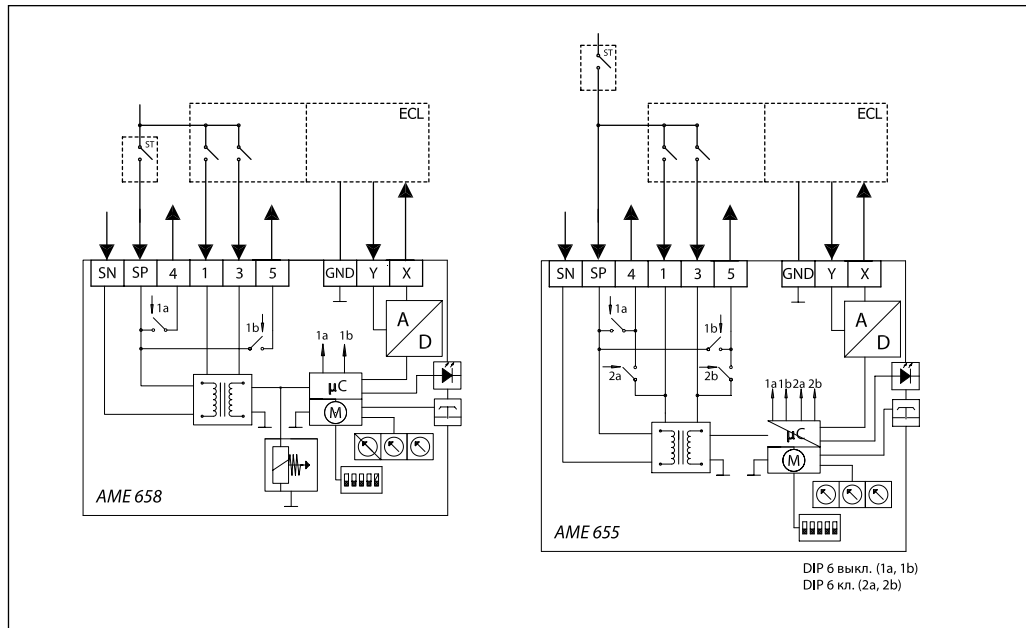 ST
ECL
SN SP 4 1 3 5 GND Y X
1a
1b
1a 1b
A
D
µC
M
AME 658
ST
ECL
SN SP 4 1 3 5 GND Y X
1a
1b
2a
2b
1a 1b 2a 2b
A
D
µC
M
AME 655
DIP 6 выкл. (1a, 1b)
DIP 6 кл. (2a, 2b)